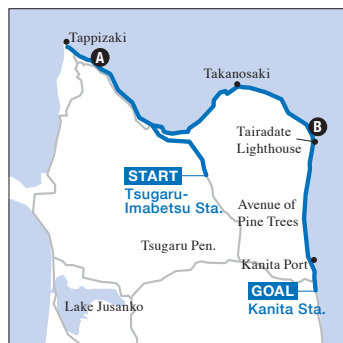 Tappizaki
A
Takanosaki
B
Tairadate
Lighthouse
START
Tsugaru-
Imabetsu Sta.
Avenue of
Pine Trees
Tsugaru Pen.
Kanita Port
GOAL
Kanita Sta.
Lake Jusanko